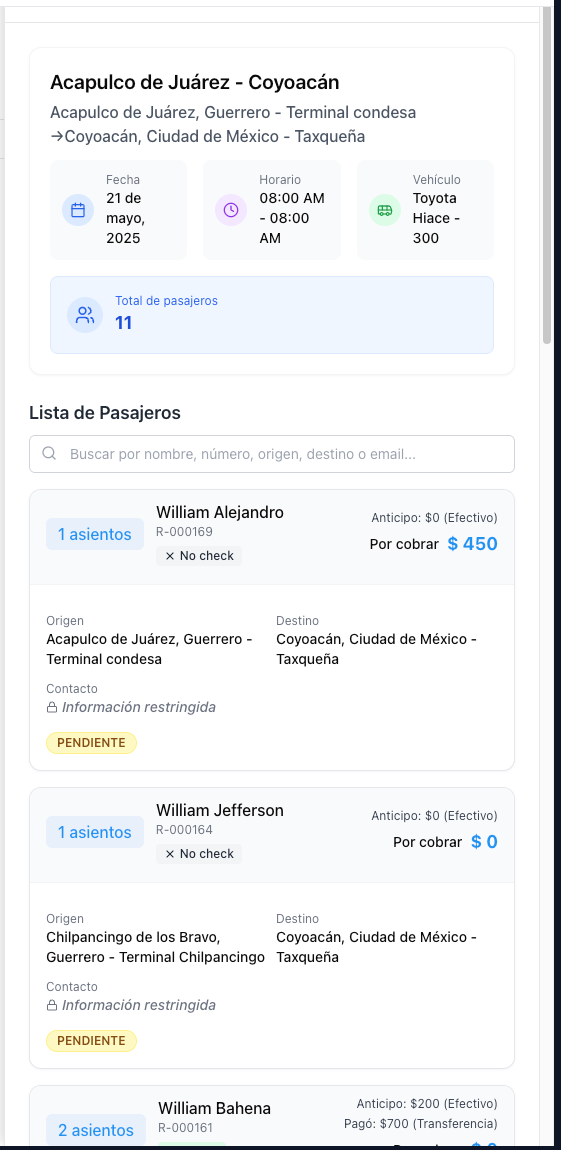 Acapulco de Juárez - Coyoacán
Acapulco de Juárez, Guerrero - Terminal condesa
→Coyoacán, Ciudad de México - Taxqueña
Fecha
21 de
mayo,
2025
Horario
08:00 AM
- 08:00
AM
Vehículo
Toyota
Hiace -
300
Total de pasajeros
11
Lista de Pasajeros
Buscar por nombre, número, origen, destino o email...
1 asientos
William Alejandro
R-000169
No check
Anticipo: $0 (Efectivo)
Por cobrar $ 450
Origen
Acapulco de Juárez, Guerrero -
Terminal condesa
Destino
Coyoacán, Ciudad de México -
Taxqueña
Contacto
Información restringida
PENDIENTE
1 asientos
William Jefferson
R-000164
No check
Anticipo: $0 (Efectivo)
Por cobrar $ 0
Origen
Chilpancingo de los Bravo,
Guerrero - Terminal Chilpancingo
Destino
Coyoacán, Ciudad de México -
Taxqueña
Contacto
Información restringida
PENDIENTE
2 asientos
William Bahena
R-000161
Anticipo: $200 (Efectivo)
Pagó: $700 (Transferencia)